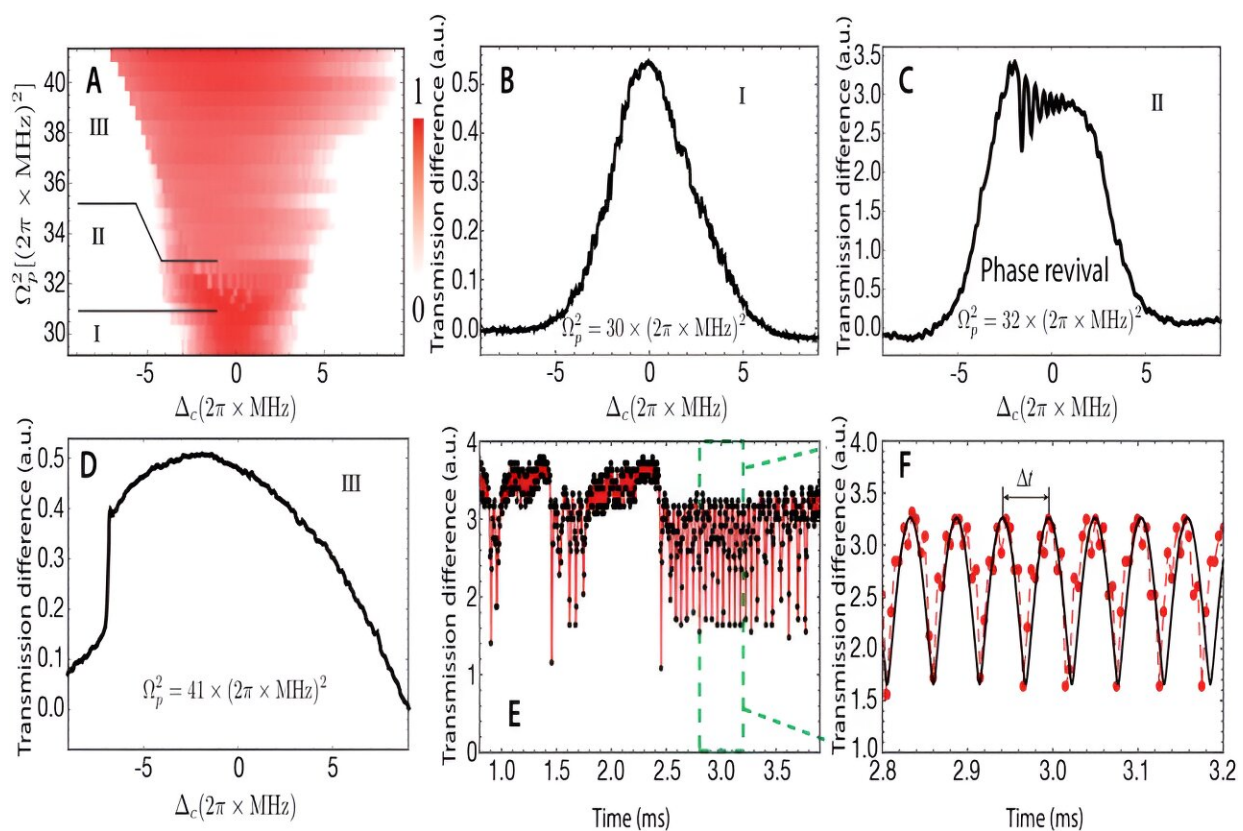 A
III
II
I
40
38
36
34
32
30
-5
0
5
Ω_p^2[(2π × MHz)^2]
Δ_c(2π × MHz)
1
0
B
I
Transmission difference (a.u.)
0.5
0.4
0.3
0.5
0.1
0.0
-5
0
5
Ω_p^2 = 30 × (2π × MHz)^2
Δ_c(2π × MHz)
C
II
Transmission difference (a.u.)
3.5
3.0
2.5
2.0
1.5
1.0
0.5
0.0
-5
0
5
Phase revival
Ω_p^2 = 32 × (2π × MHz)^2
Δ_c(2π × MHz)
D
III
Transmission difference (a.u.)
0.5
0.4
0.3
0.2
0.1
0.0
-5
0
5
Ω_p^2 = 41 × (2π × MHz)^2
Δ_c(2π × MHz)
E
Transmission difference (a.u.)
4
3
2
1
0
1.0
1.5
2.0
2.5
3.0
3.5
Time (ms)
F
Δt
Transmission difference (a.u.)
4.0
3.5
3.0
2.5
2.0
1.5
1.0
2.8
2.9
3.0
3.1
3.2
Time (ms)